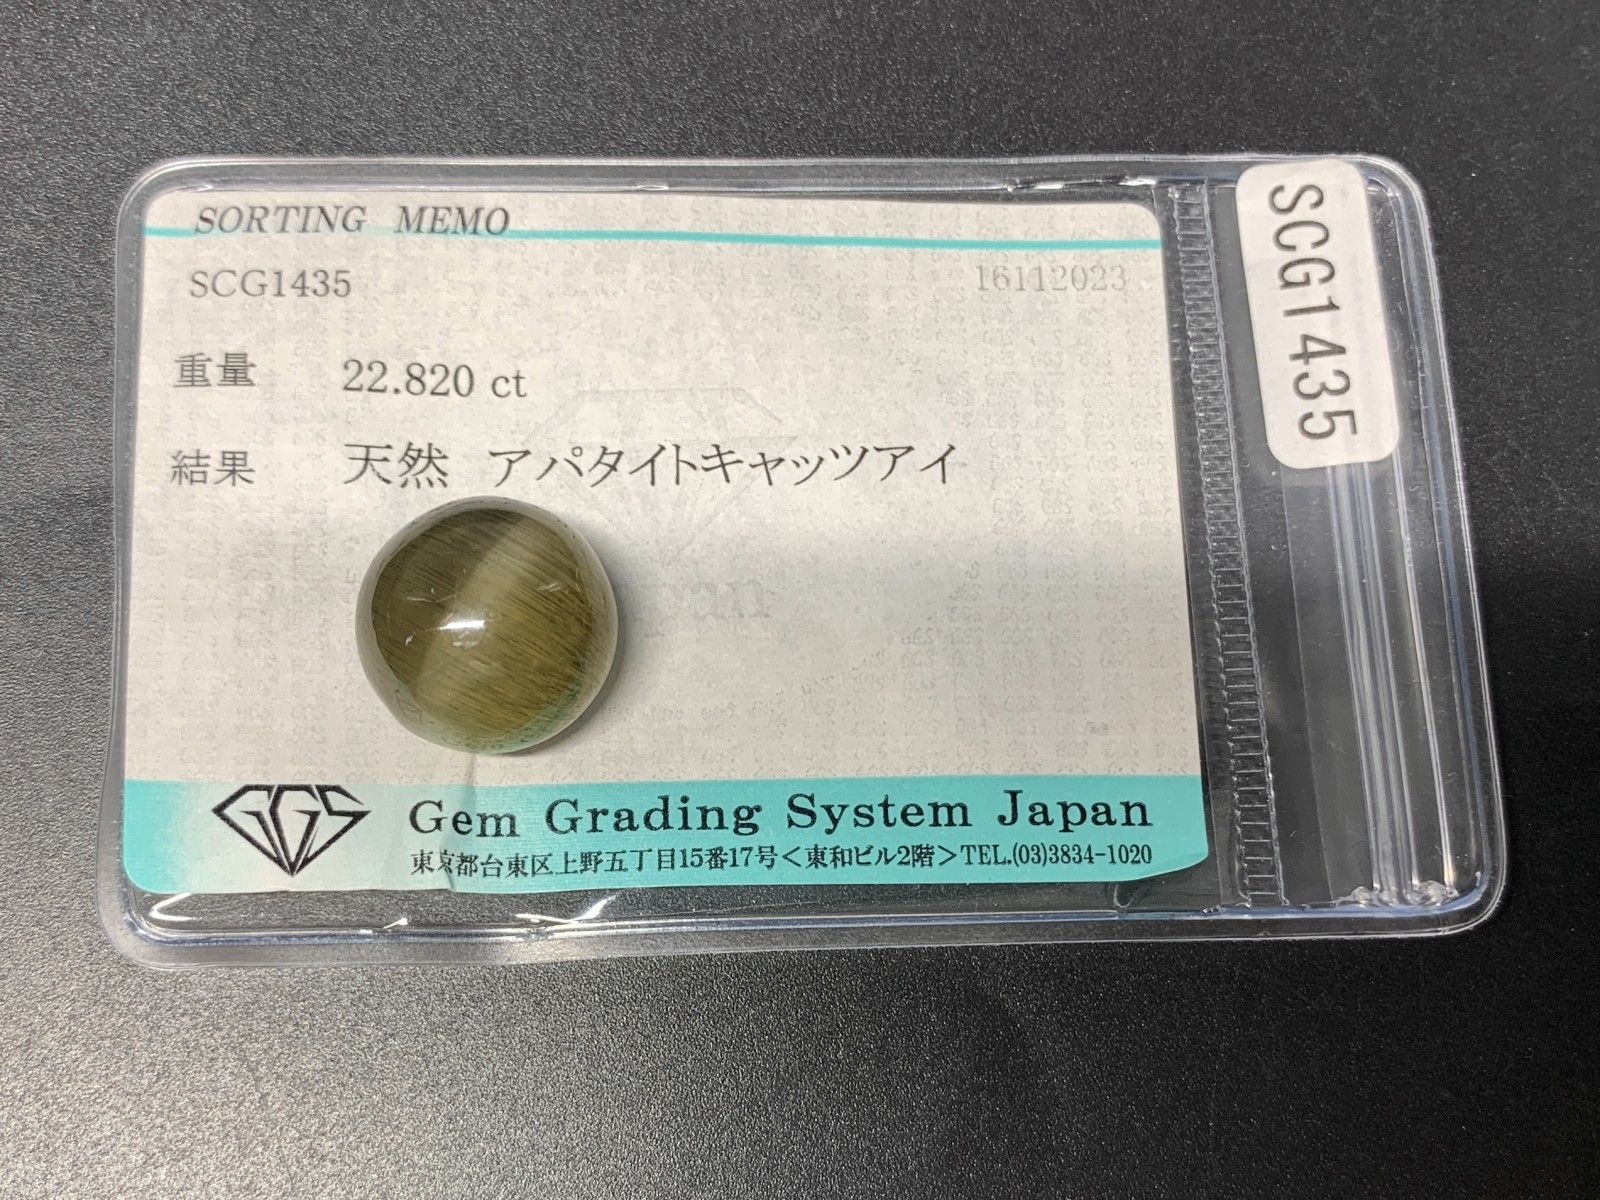 SORTING MEMO
SCG1435 16112023
重量 22.820 ct
結果 天然 アパタイトキャッツアイ
GGS
Gem Grading System Japan
東京都台東区上野五丁目15番17号<東和ビル2階>TEL.(03)3834-1020
SCG1435